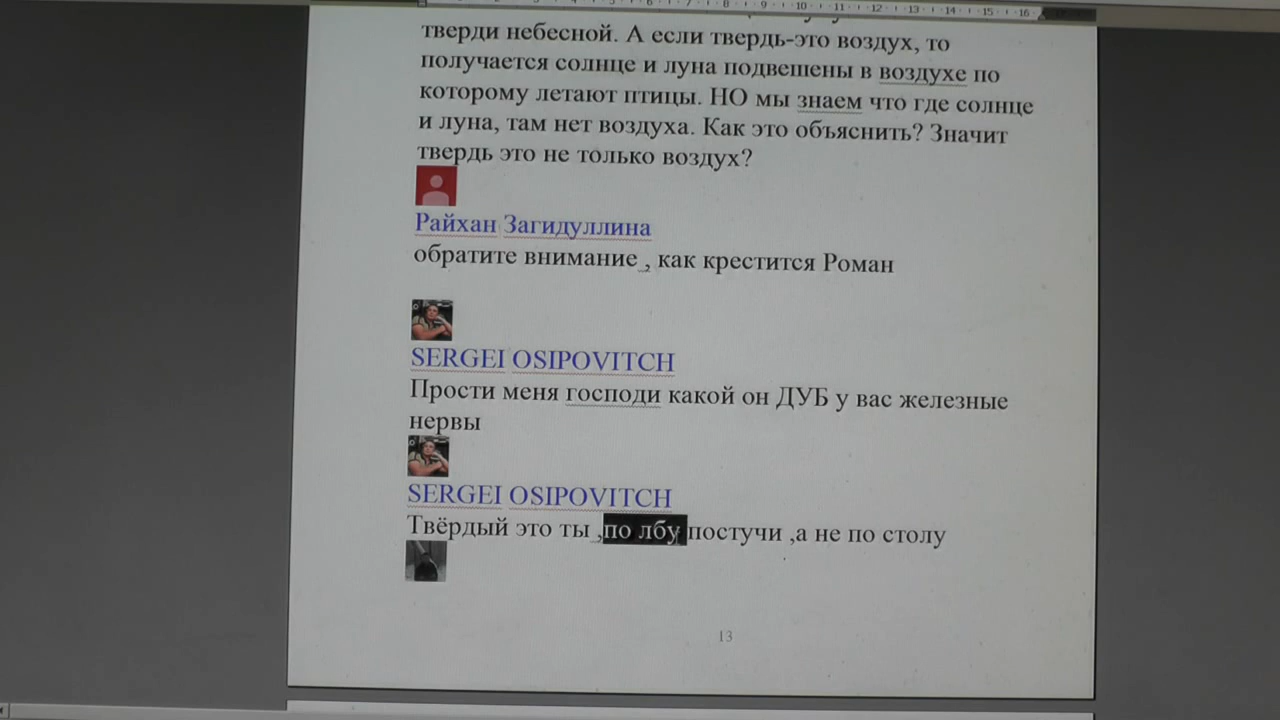 тверди небесной. А если твердь-это воздух, то
получается солнце и луна подвешены в воздухе по
которому летают птицы. НО мы знаем что где солнце
и луна, там нет воздуха. Как это объяснить? Значит
твердь это не только воздух?
Райхан Загидуллина
обратите внимание , как крестится Роман
SERGEI OSIPOVITCH
Прости меня господи какой он ДУБ у вас железные
нервы
SERGEI OSIPOVITCH
Твёрдый это ты ,по лбу постучи ,а не по столу
13